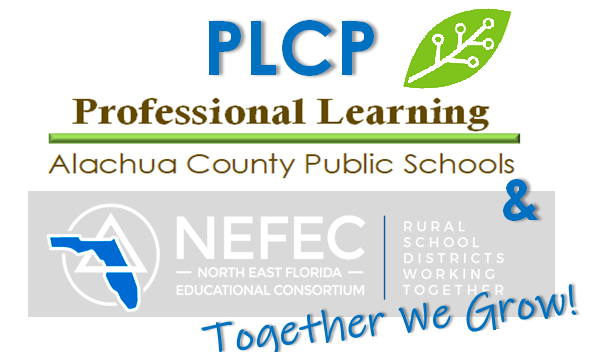 PLCP
Professional Learning
Alachua County Public Schools
&
NEFEC
NORTH EAST FLORIDA
EDUCATIONAL CONSORTIUM
RURAL
SCHOOL
DISTRICTS
WORKING
TOGETHER
Together We Grow!